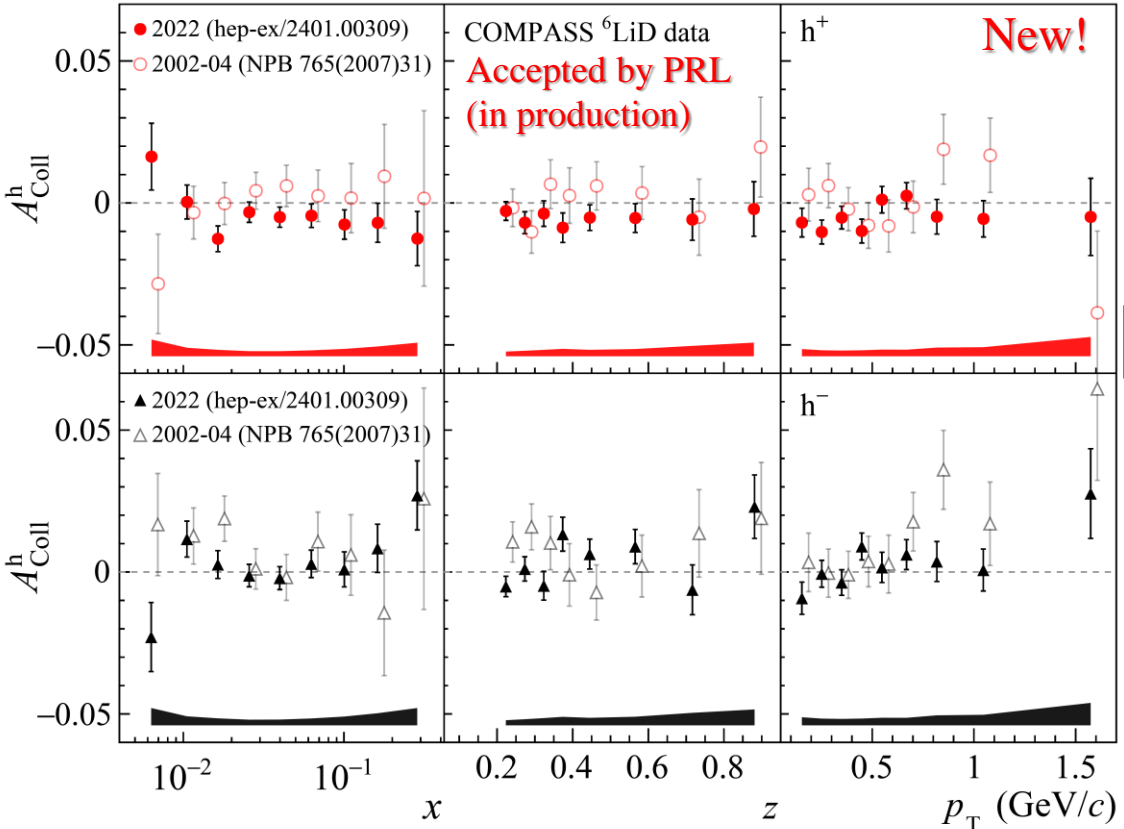 2022 (hep-ex/2401.00309)
2002-04 (NPB 765(2007)31)
COMPASS ⁶LiD data
Accepted by PRL
(in production)
h⁺
New!
0.05
0
−0.05
A^h_Coll
2022 (hep-ex/2401.00309)
2002-04 (NPB 765(2007)31)
h⁻
0.05
0
−0.05
A^h_Coll
10⁻² 10⁻¹
x
0.2 0.4 0.6 0.8
z
0.5 1 1.5
p_T (GeV/c)